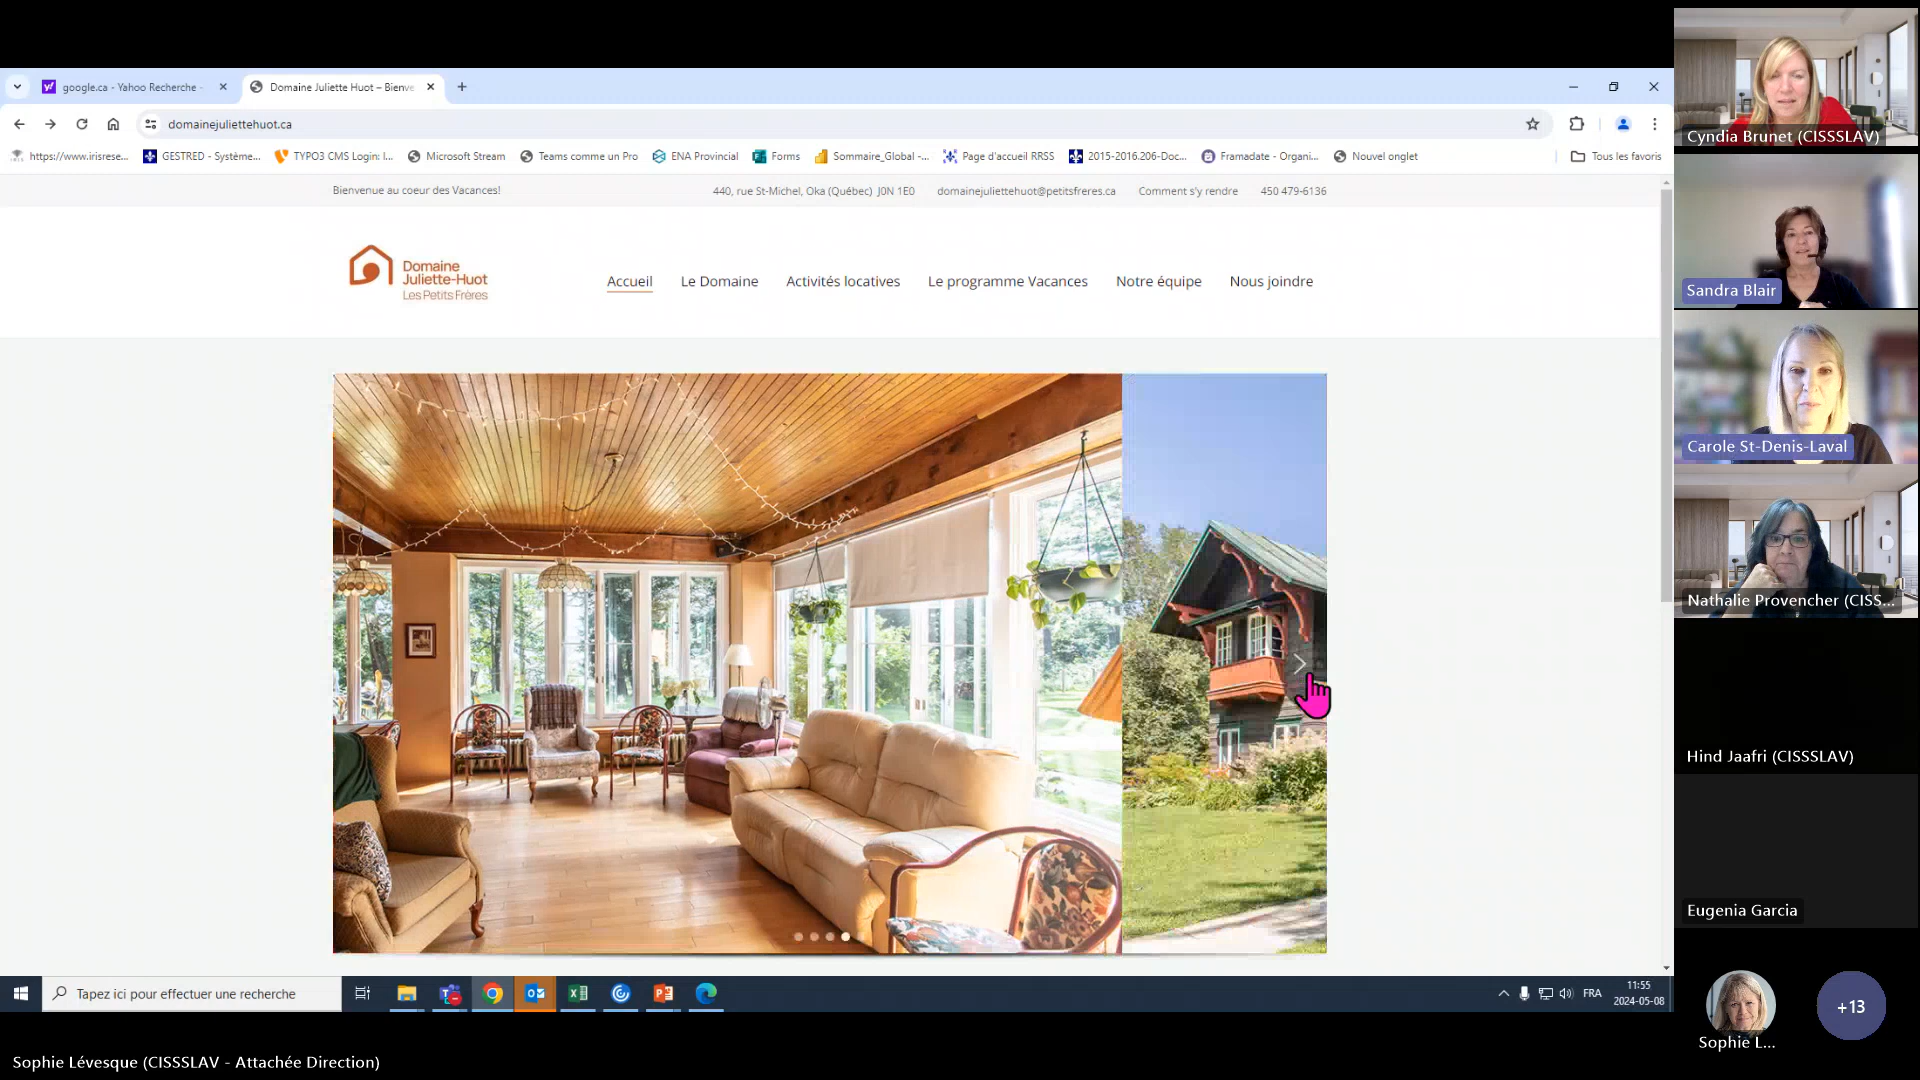 google.ca - Yahoo Recherche -
Domaine Juliette Huot – Bienve
domainejuliettehuot.ca
https://www.irisrese...
GESTRED - Système...
TYPO3 CMS Login: I...
Microsoft Stream
Teams comme un Pro
ENA Provincial
Forms
Sommaire_Global -...
Page d'accueil RRSS
2015-2016.206-Doc...
Framadate - Organi...
Nouvel onglet
Tous les favoris
Bienvenue au coeur des Vacances!
440, rue St-Michel, Oka (Québec) J0N 1E0
domainejuliettehuot@petitsfreres.ca
Comment s'y rendre
450 479-6136
Domaine
Juliette-Huot
Les Petits Frères
Accueil
Le Domaine
Activités locatives
Le programme Vacances
Notre équipe
Nous joindre
Tapez ici pour effectuer une recherche
FRA
11:55
2024-05-08
Cyndia Brunet (CISSSLAV)
Sandra Blair
Carole St-Denis-Laval
Nathalie Provencher (CISS...
Hind Jaafri (CISSSLAV)
Eugenia Garcia
Sophie L...
+13
Sophie Lévesque (CISSSLAV - Attachée Direction)